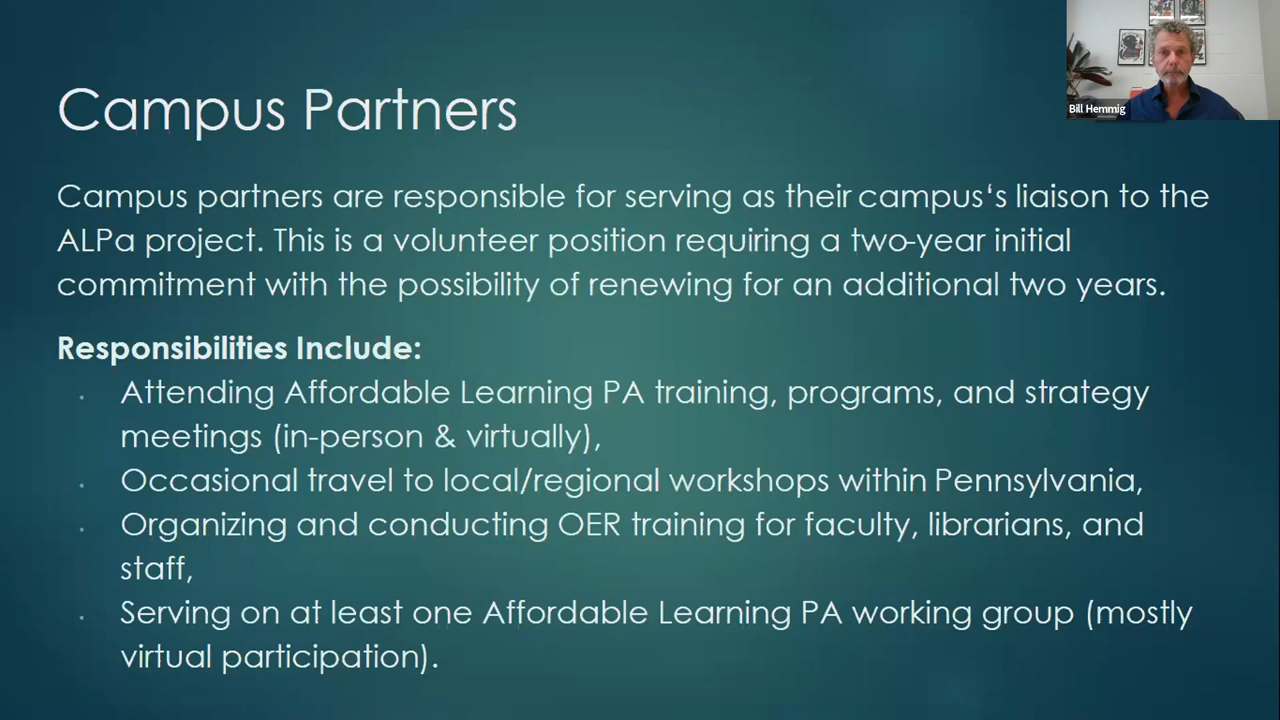 Campus Partners
Bill Hemmig
Campus partners are responsible for serving as their campus‘s liaison to the
ALPa project. This is a volunteer position requiring a two-year initial
commitment with the possibility of renewing for an additional two years.
Responsibilities Include:
· Attending Affordable Learning PA training, programs, and strategy
meetings (in-person & virtually),
· Occasional travel to local/regional workshops within Pennsylvania,
· Organizing and conducting OER training for faculty, librarians, and
staff,
· Serving on at least one Affordable Learning PA working group (mostly
virtual participation).